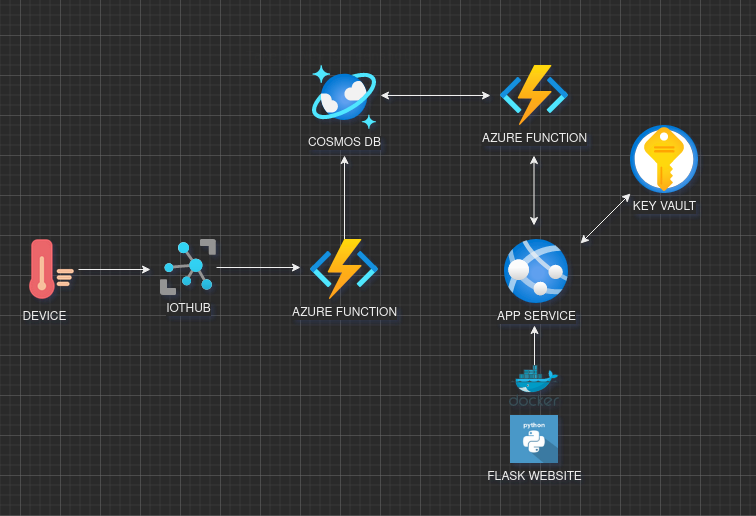 COSMOS DB
AZURE FUNCTION
KEY VAULT
DEVICE
IOTHUB
AZURE FUNCTION
APP SERVICE
docker
python
FLASK WEBSITE